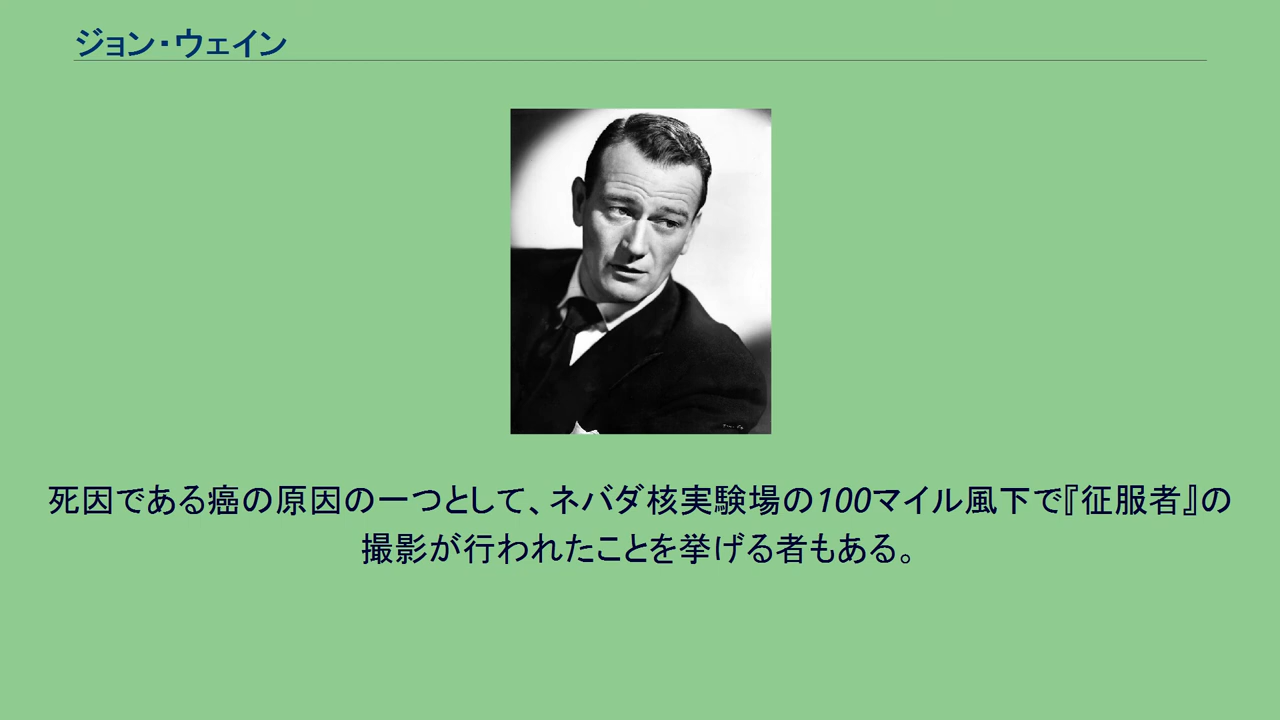 ジョン・ウェイン
死因である癌の原因の一つとして、ネバダ核実験場の100マイル風下で『征服者』の
撮影が行われたことを挙げる者もある。